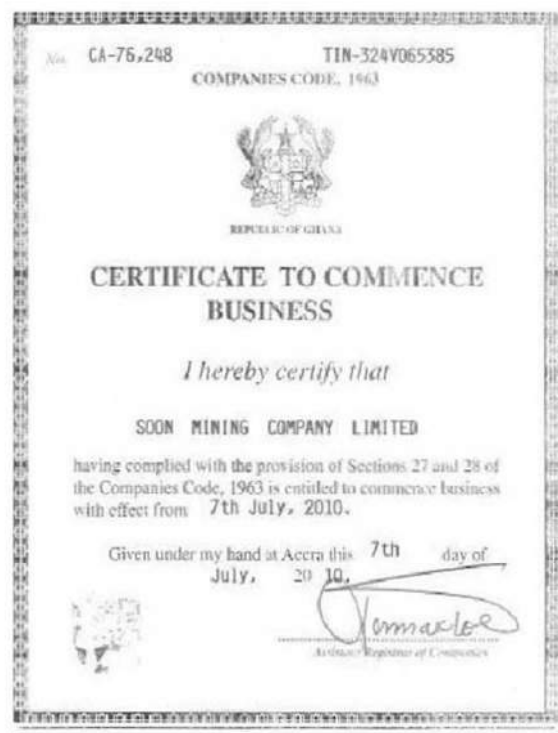 No. CA-76,248 TIN-324V065385
COMPANIES CODE, 1963
REPUBLIC OF GHANA
CERTIFICATE TO COMMENCE
BUSINESS
I hereby certify that
SOON MINING COMPANY LIMITED
having complied with the provision of Sections 27 and 28 of
the Companies Code, 1963 is entitled to commence business
with effect from 7th July, 2010.
Given under my hand at Accra this 7th day of
July, 20 10.
Registrar of Companies